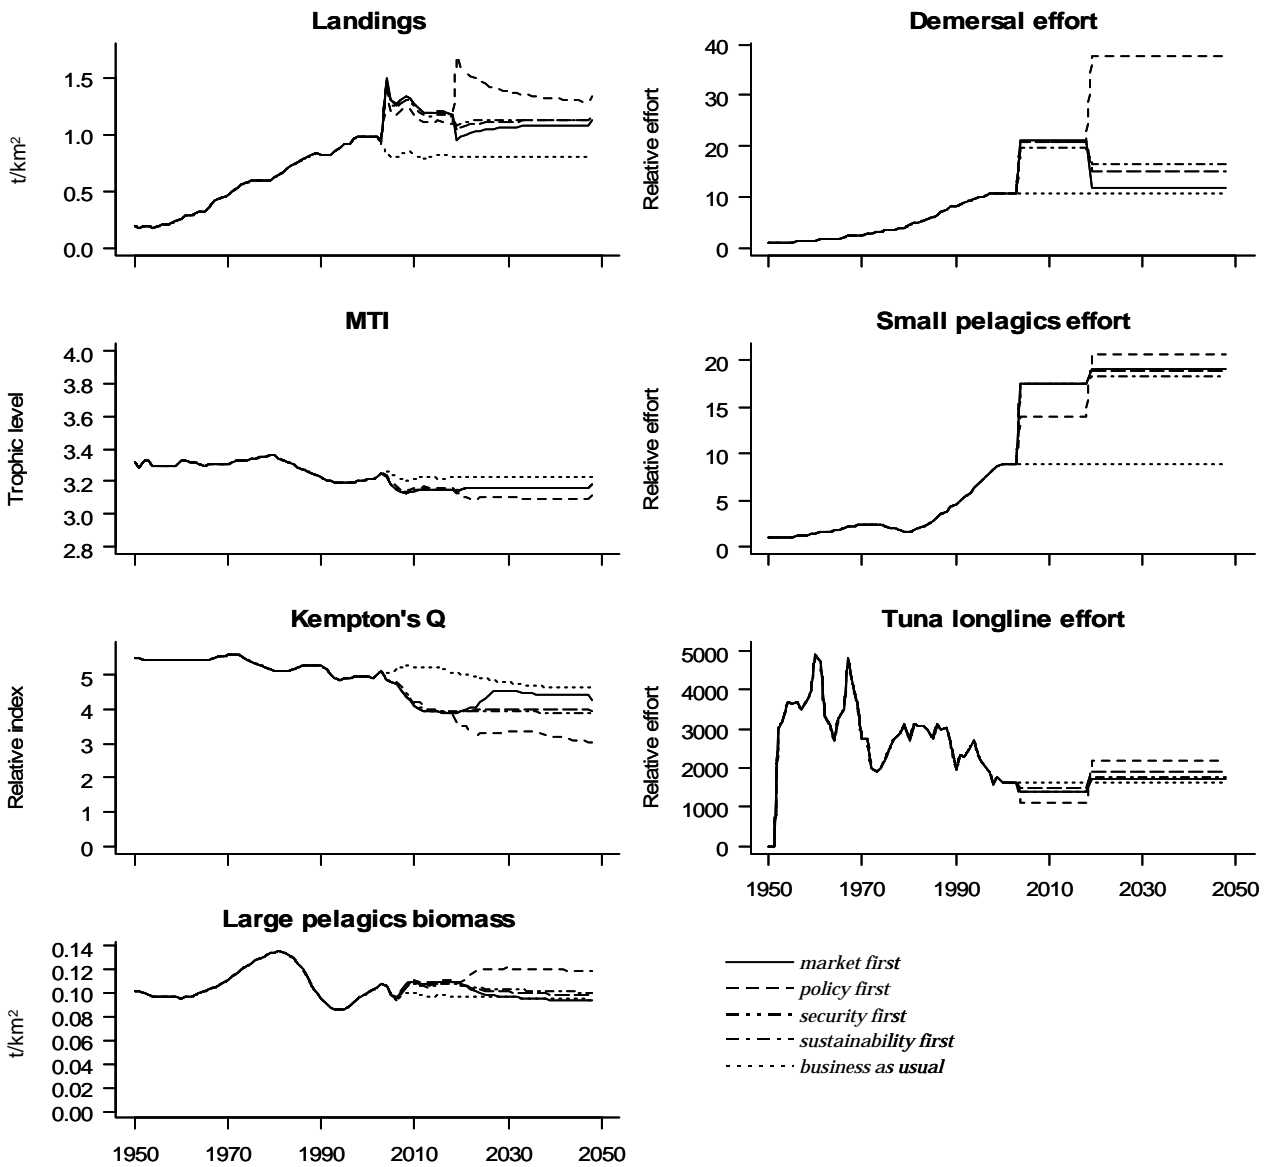 Landings
t/km²
1.5
1.0
0.5
0.0
Demersal effort
Relative effort
40
30
20
10
0
MTI
Trophic level
4.0
3.8
3.6
3.4
3.2
3.0
2.8
Small pelagics effort
Relative effort
20
15
10
5
0
Kempton's Q
Relative index
5
4
3
2
1
0
Tuna longline effort
Relative effort
5000
4000
3000
2000
1000
0
1950 1970 1990 2010 2030 2050
Large pelagics biomass
t/km²
0.14
0.12
0.10
0.08
0.06
0.04
0.02
0.00
1950 1970 1990 2010 2030 2050
market first
policy first
security first
sustainability first
business as usual